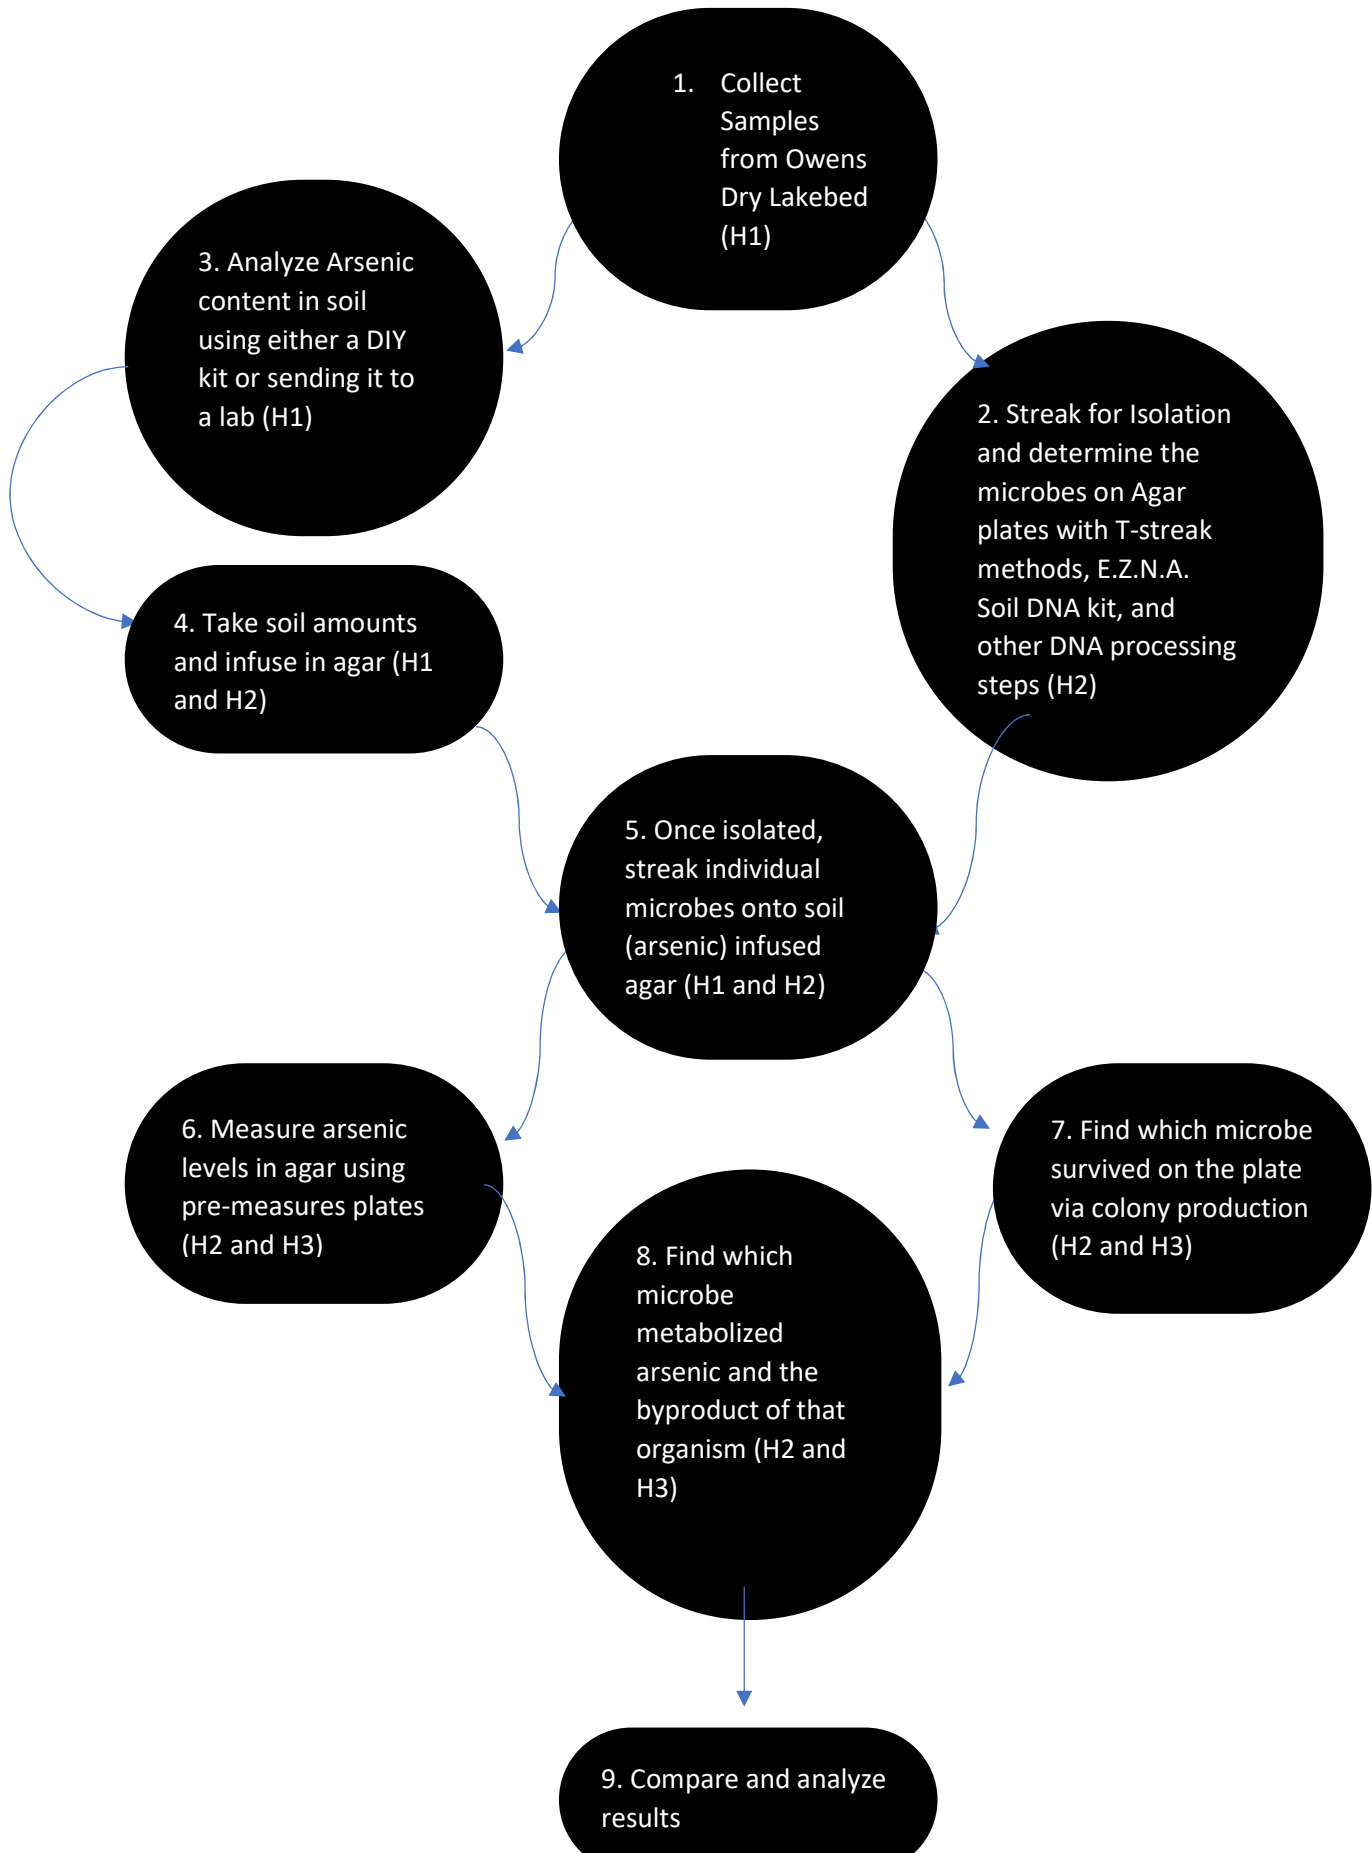 1. Collect
Samples
from Owens
Dry Lakebed
(H1)
3. Analyze Arsenic
content in soil
using either a DIY
kit or sending it to
a lab (H1)
2. Streak for Isolation
and determine the
microbes on Agar
plates with T-streak
methods, E.Z.N.A.
Soil DNA kit, and
other DNA processing
steps (H2)
4. Take soil amounts
and infuse in agar (H1
and H2)
5. Once isolated,
streak individual
microbes onto soil
(arsenic) infused
agar (H1 and H2)
6. Measure arsenic
levels in agar using
pre-measures plates
(H2 and H3)
7. Find which microbe
survived on the plate
via colony production
(H2 and H3)
8. Find which
microbe
metabolized
arsenic and the
byproduct of that
organism (H2 and
H3)
9. Compare and analyze
results